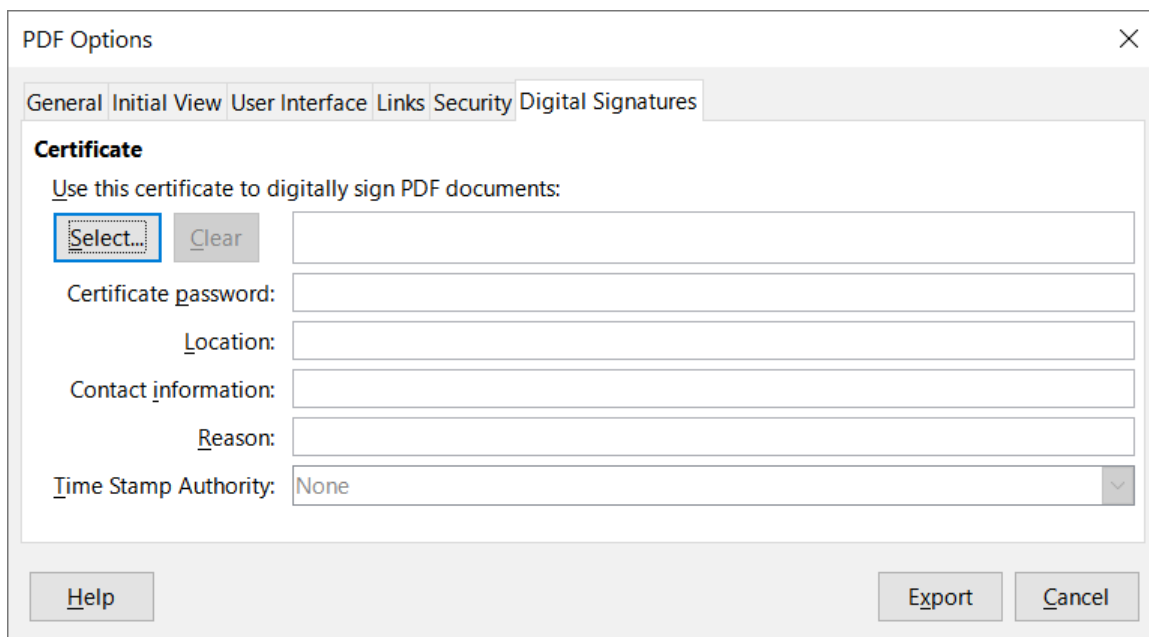 PDF Options
General Initial View User Interface Links Security Digital Signatures
Certificate
Use this certificate to digitally sign PDF documents:
Select... Clear
Certificate password:
Location:
Contact information:
Reason:
Time Stamp Authority: None
Help Export Cancel